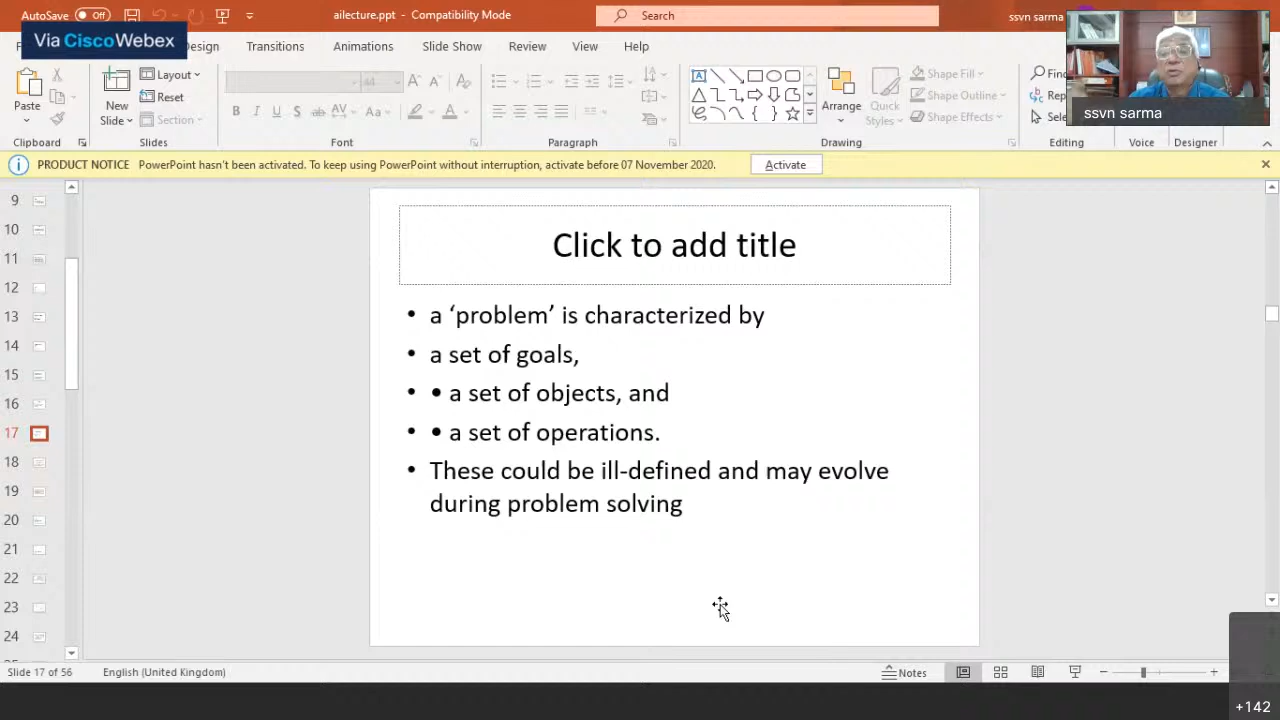 AutoSave Off
ailecture.ppt - Compatibility Mode
Search
ssvn sarma
Via CiscoWebex
Design Transitions Animations Slide Show Review View Help
Paste
New
Slide
Layout
Reset
Section
44
B I U S ab AV Aa A
Arrange
Quick
Styles
Shape Fill
Shape Outline
Shape Effects
Clipboard Slides Font Paragraph Drawing Editing Voice Designer
ssvn sarma
PRODUCT NOTICE PowerPoint hasn't been activated. To keep using PowerPoint without interruption, activate before 07 November 2020. Activate
9
10
11
12
13
14
15
16
17
18
19
20
21
22
23
24
Click to add title
• a ‘problem’ is characterized by
• a set of goals,
• • a set of objects, and
• • a set of operations.
• These could be ill-defined and may evolve
during problem solving
Slide 17 of 56 English (United Kingdom) Notes
+142